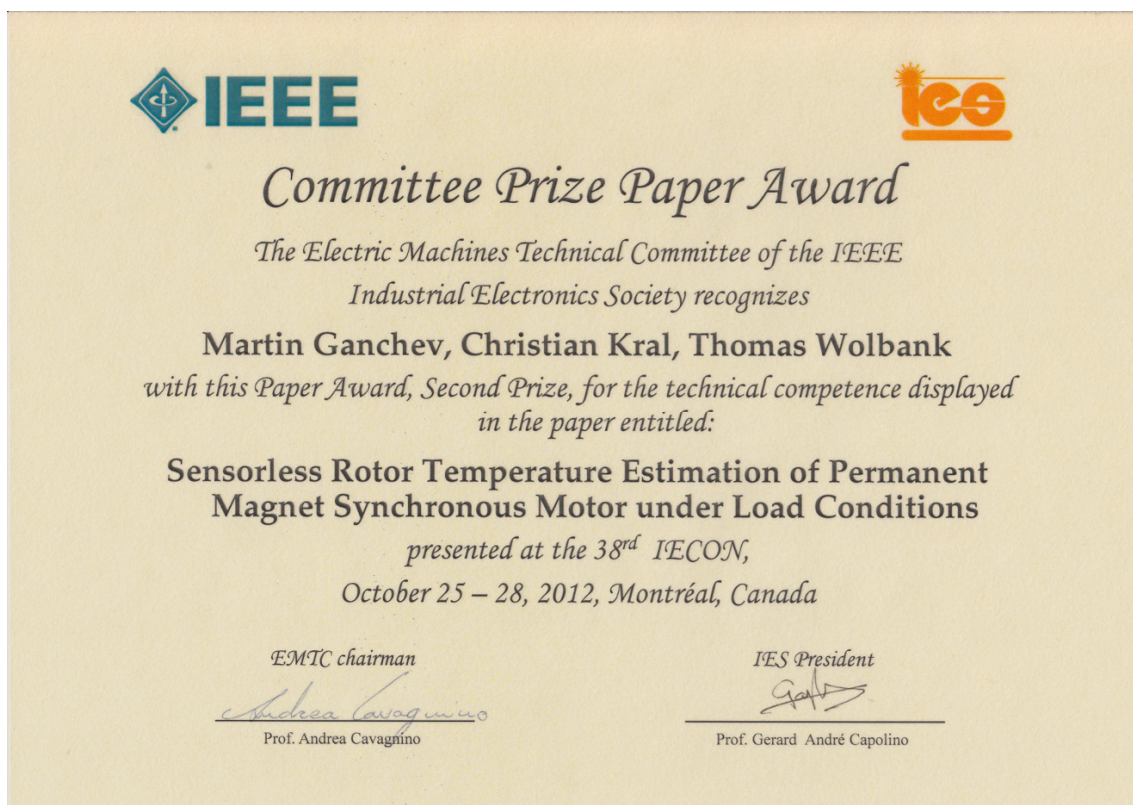 IEEE
ies
Committee Prize Paper Award
The Electric Machines Technical Committee of the IEEE
Industrial Electronics Society recognizes
Martin Ganchev, Christian Kral, Thomas Wolbank
with this Paper Award, Second Prize, for the technical competence displayed
in the paper entitled:
Sensorless Rotor Temperature Estimation of Permanent
Magnet Synchronous Motor under Load Conditions
presented at the 38rd IECON,
October 25 – 28, 2012, Montréal, Canada
EMTC chairman
IES President
Andrea Cavagnino
Prof. Andrea Cavagnino
Prof. Gerard André Capolino